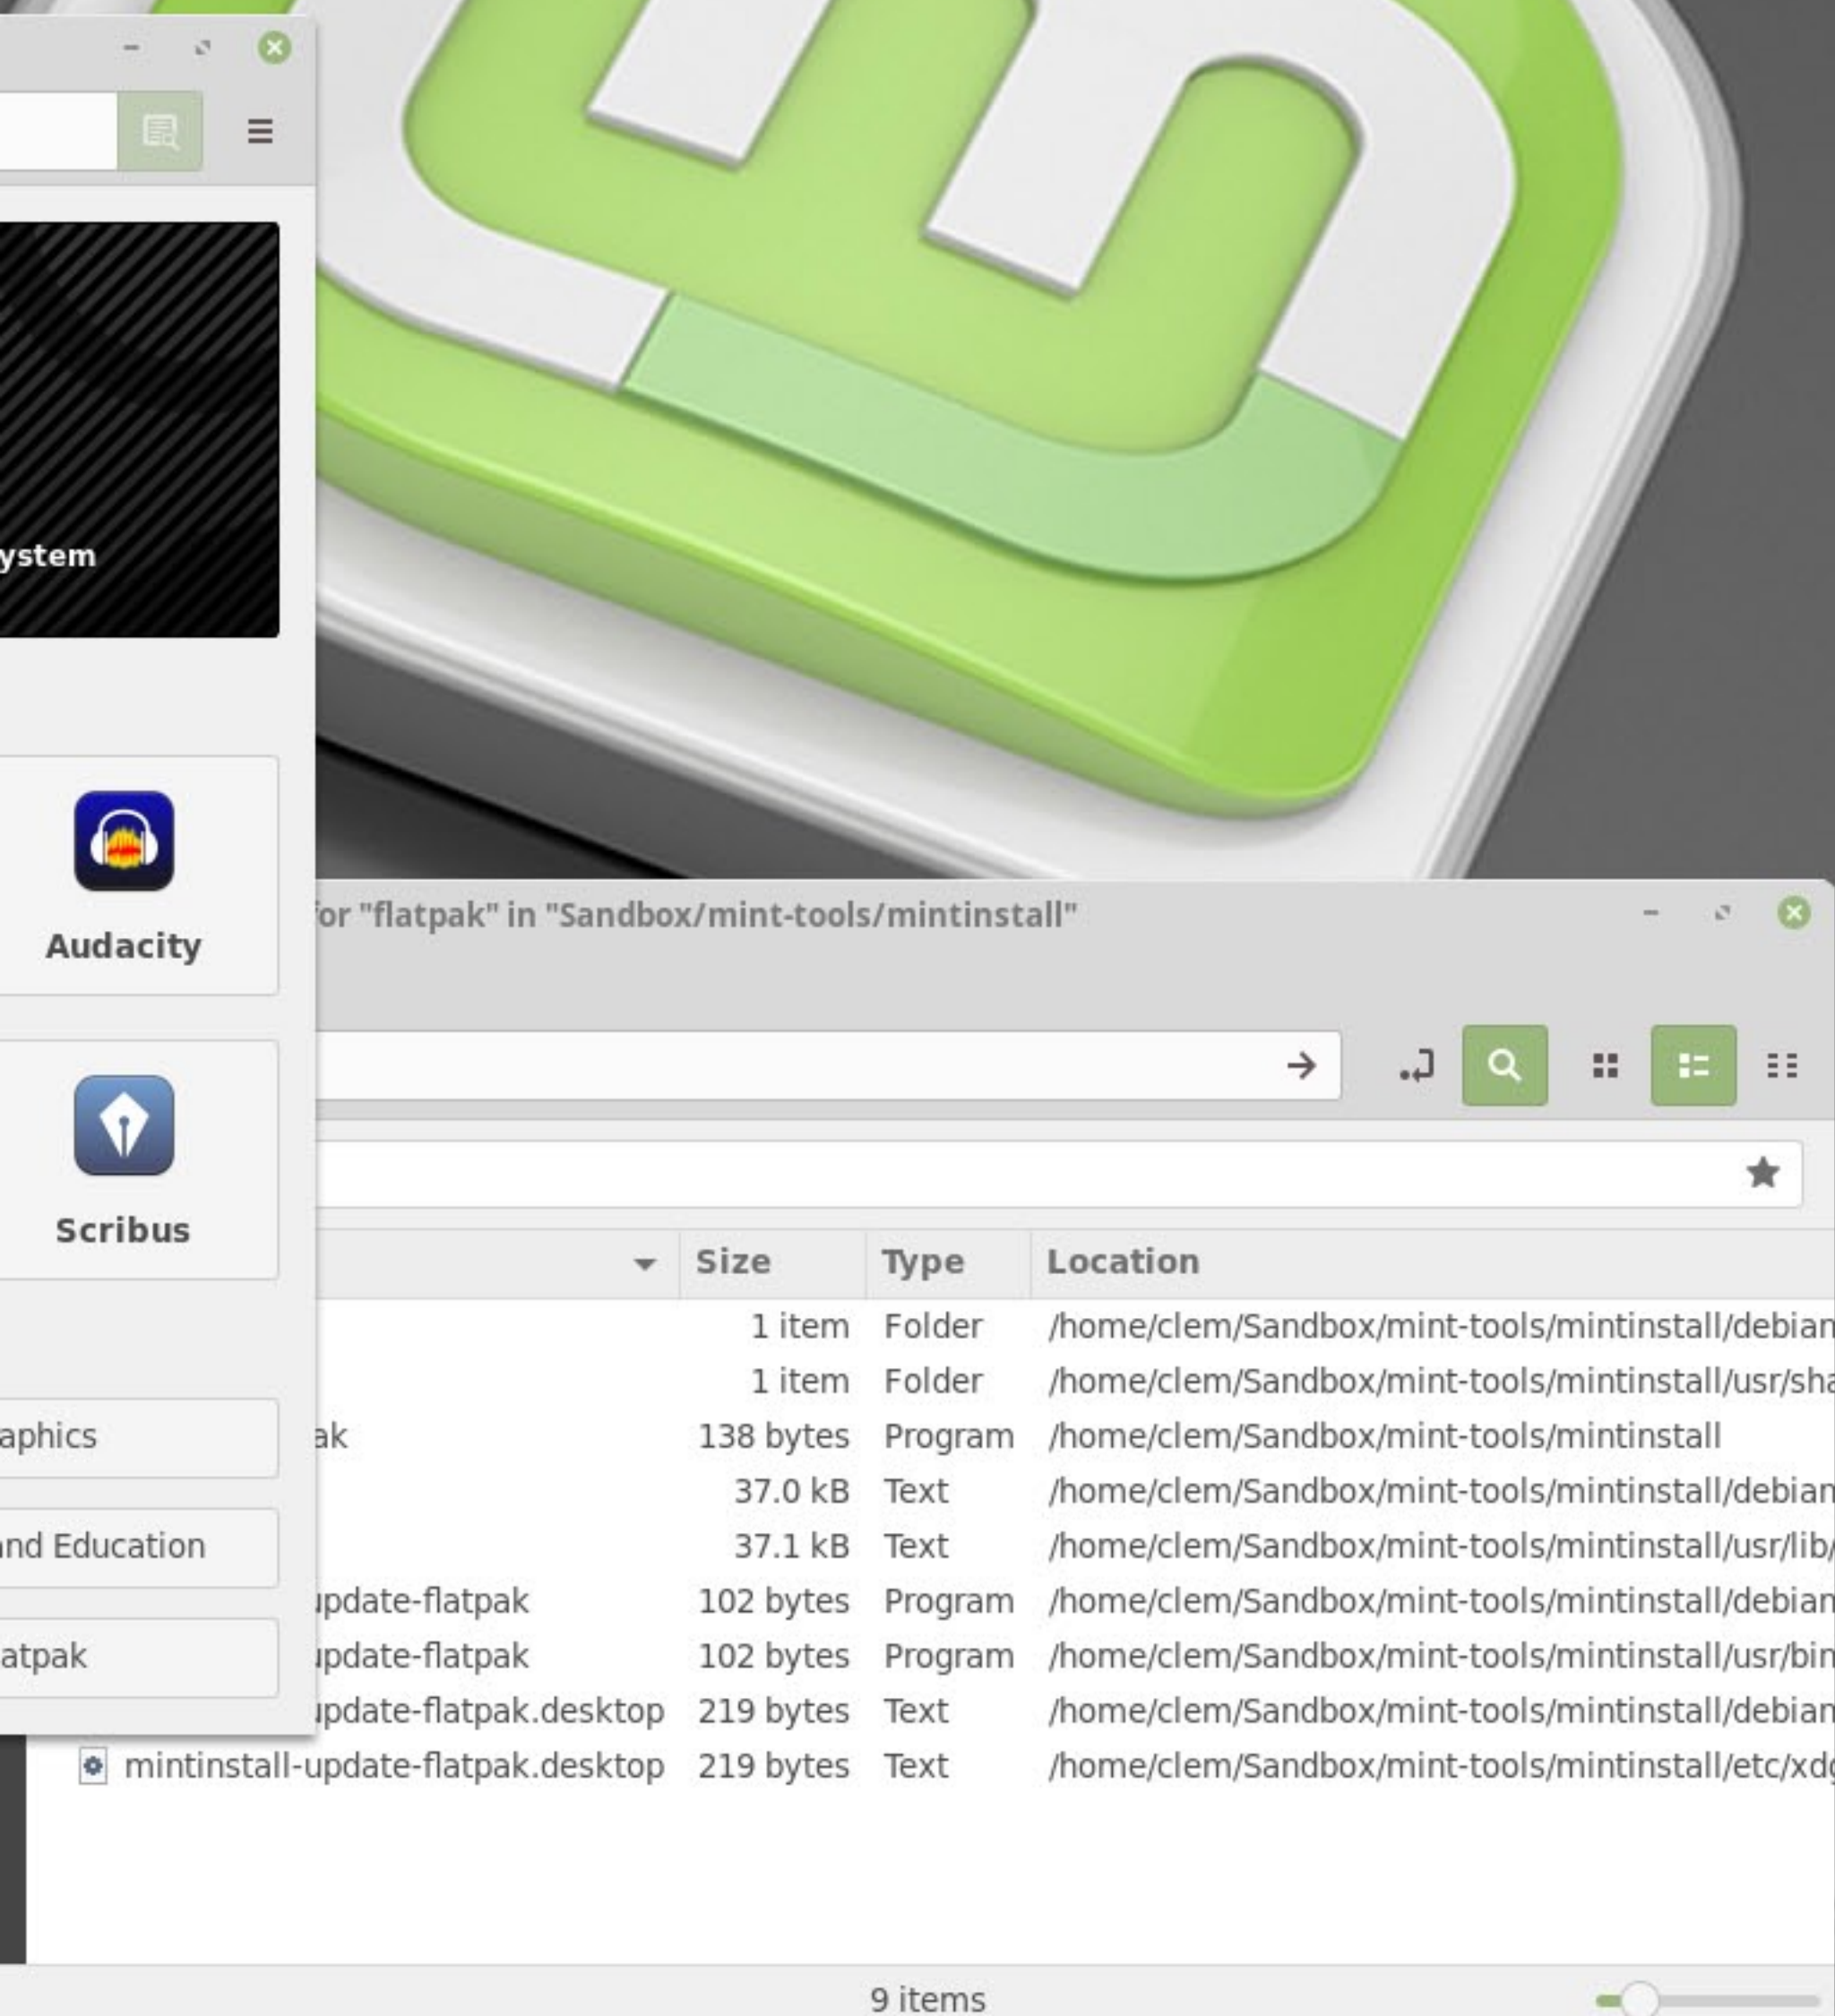 ystem
Audacity
Scribus
aphics
nd Education
atpak
for "flatpak" in "Sandbox/mint-tools/mintinstall"
Size Type Location
1 item Folder /home/clem/Sandbox/mint-tools/mintinstall/debian
1 item Folder /home/clem/Sandbox/mint-tools/mintinstall/usr/sha
ak 138 bytes Program /home/clem/Sandbox/mint-tools/mintinstall
37.0 kB Text /home/clem/Sandbox/mint-tools/mintinstall/debian
37.1 kB Text /home/clem/Sandbox/mint-tools/mintinstall/usr/lib/
update-flatpak 102 bytes Program /home/clem/Sandbox/mint-tools/mintinstall/debian
update-flatpak 102 bytes Program /home/clem/Sandbox/mint-tools/mintinstall/usr/bin
update-flatpak.desktop 219 bytes Text /home/clem/Sandbox/mint-tools/mintinstall/debian
mintinstall-update-flatpak.desktop 219 bytes Text /home/clem/Sandbox/mint-tools/mintinstall/etc/xdg
9 items